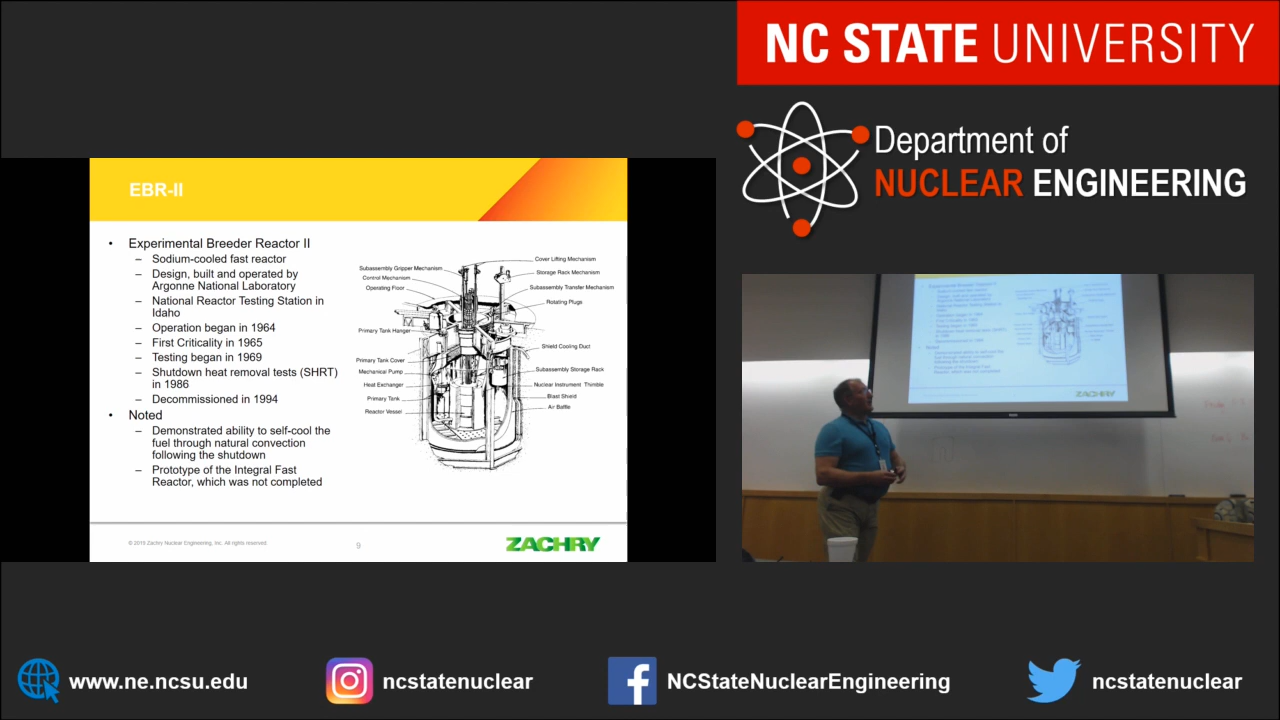 NC STATE UNIVERSITY
Department of
NUCLEAR ENGINEERING
EBR-II
• Experimental Breeder Reactor II
– Sodium-cooled fast reactor
– Design, built and operated by
Argonne National Laboratory
– National Reactor Testing Station in
Idaho
– Operation began in 1964
– First Criticality in 1965
– Testing began in 1969
– Shutdown heat removal tests (SHRT)
in 1986
– Decommissioned in 1994
• Noted
– Demonstrated ability to self-cool the
fuel through natural convection
following the shutdown
– Prototype of the Integral Fast
Reactor, which was not completed
Subassembly Gripper Mechanism
Control Mechanism
Operating Floor
Primary Tank Hanger
Primary Tank Cover
Mechanical Pump
Heat Exchanger
Primary Tank
Reactor Vessel
Cover Lifting Mechanism
Storage Rack Mechanism
Subassembly Transfer Mechanism
Rotating Plugs
Shield Cooling Duct
Subassembly Storage Rack
Nuclear Instrument Thimble
Blast Shield
Air Baffle
© 2015 Zachry Nuclear Engineering, Inc. All rights reserved.
9
ZACHRY
ZACHRY
www.ne.ncsu.edu
ncstatenuclear
NCStateNuclearEngineering
ncstatenuclear